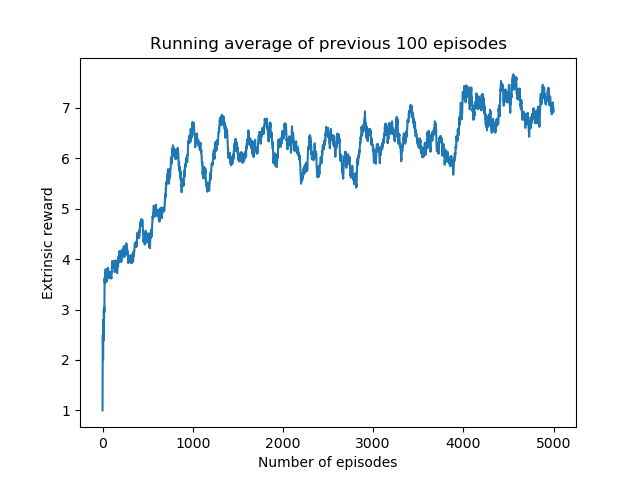 Running average of previous 100 episodes
Extrinsic reward
7
6
5
4
3
2
1
0 1000 2000 3000 4000 5000
Number of episodes